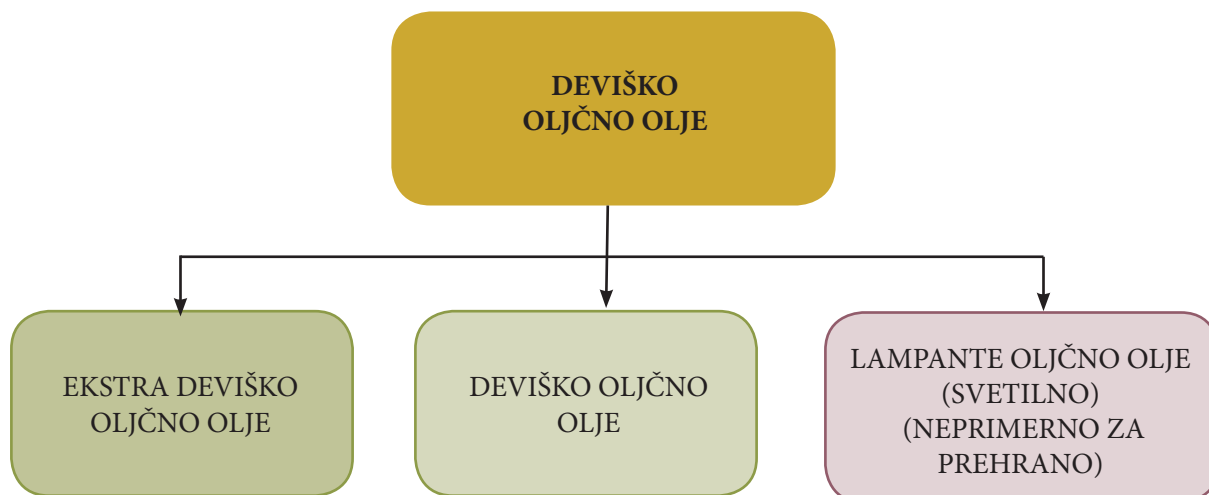 DEVIŠKO
OLJČNO OLJE
EKSTRA DEVIŠKO
OLJČNO OLJE
DEVIŠKO OLJČNO
OLJE
LAMPANTE OLJČNO OLJE
(SVETILNO)
(NEPRIMERNO ZA
PREHRANO)